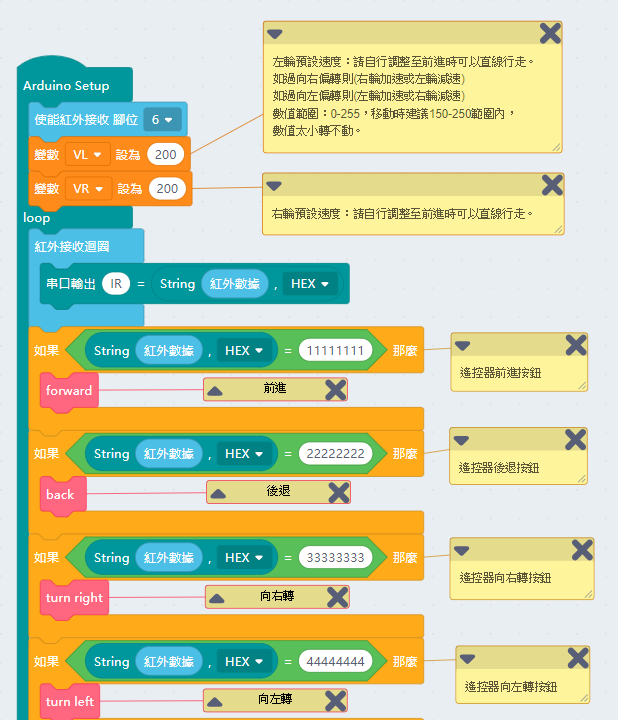 左輪預設速度：請自行調整至前進時可以直線行走。
如過向右偏轉則(右輪加速或左輪減速)
如過向左偏轉則(左輪加速或右輪減速)
數值範圍：0-255，移動時建議150-250範圍內，
數值太小轉不動。
Arduino Setup
使能紅外接收 腳位 6
變數 VL 設為 200
變數 VR 設為 200
右輪預設速度：請自行調整至前進時可以直線行走。
loop
紅外接收迴圈
串口輸出 IR = String 紅外數據 , HEX
如果 String 紅外數據 , HEX = 11111111 那麼
遙控器前進按鈕
forward 前進
如果 String 紅外數據 , HEX = 22222222 那麼
遙控器後退按鈕
back 後退
如果 String 紅外數據 , HEX = 33333333 那麼
遙控器向右轉按鈕
turn right 向右轉
如果 String 紅外數據 , HEX = 44444444 那麼
遙控器向左轉按鈕
turn left 向左轉